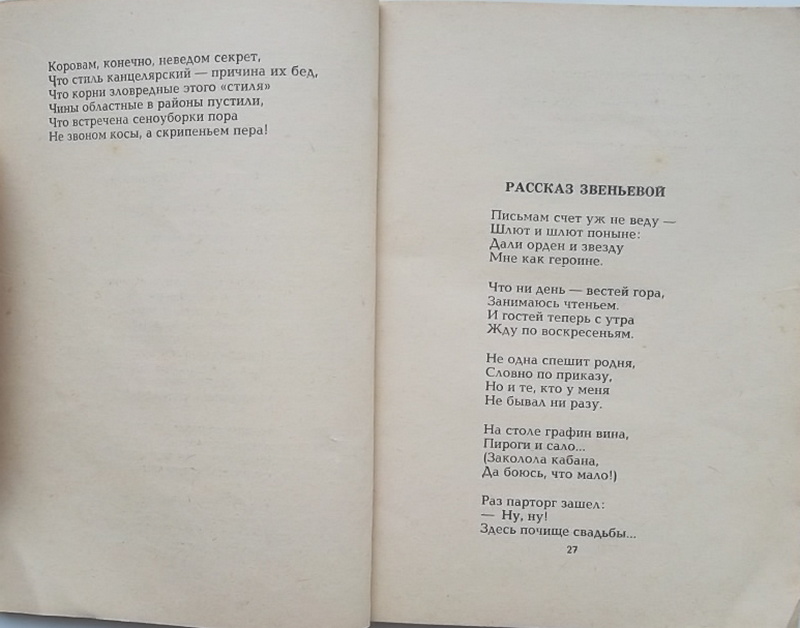 Коровам, конечно, неведом секрет,
Что стиль канцелярский — причина их бед,
Что корни зловредные этого «стиля»
Чины областные в районы пустили,
Что встречена сеноуборки пора
Не звоном косы, а скрипеньем пера!
РАССКАЗ ЗВЕНЬЕВОЙ
Письмам счет уж не веду —
Шлют и шлют поныне:
Дали орден и звезду
Мне как героине.
Что ни день — вестей гора,
Занимаюсь чтеньем.
И гостей теперь с утра
Жду по воскресеньям.
Не одна спешит родня,
Словно по приказу,
Но и те, кто у меня
Не бывал ни разу.
На столе графин вина,
Пироги и сало...
(Заколола кабана,
Да боюсь, что мало!)
Раз парторг зашел:
— Ну, ну!
Здесь почище свадьбы...
27